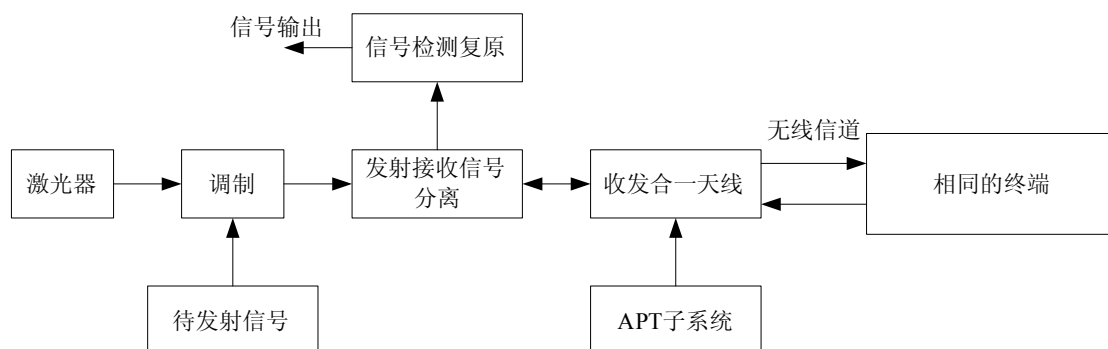 信号输出
信号检测复原
无线信道
激光器
调制
发射接收信号
分离
收发合一天线
相同的终端
待发射信号
APT子系统